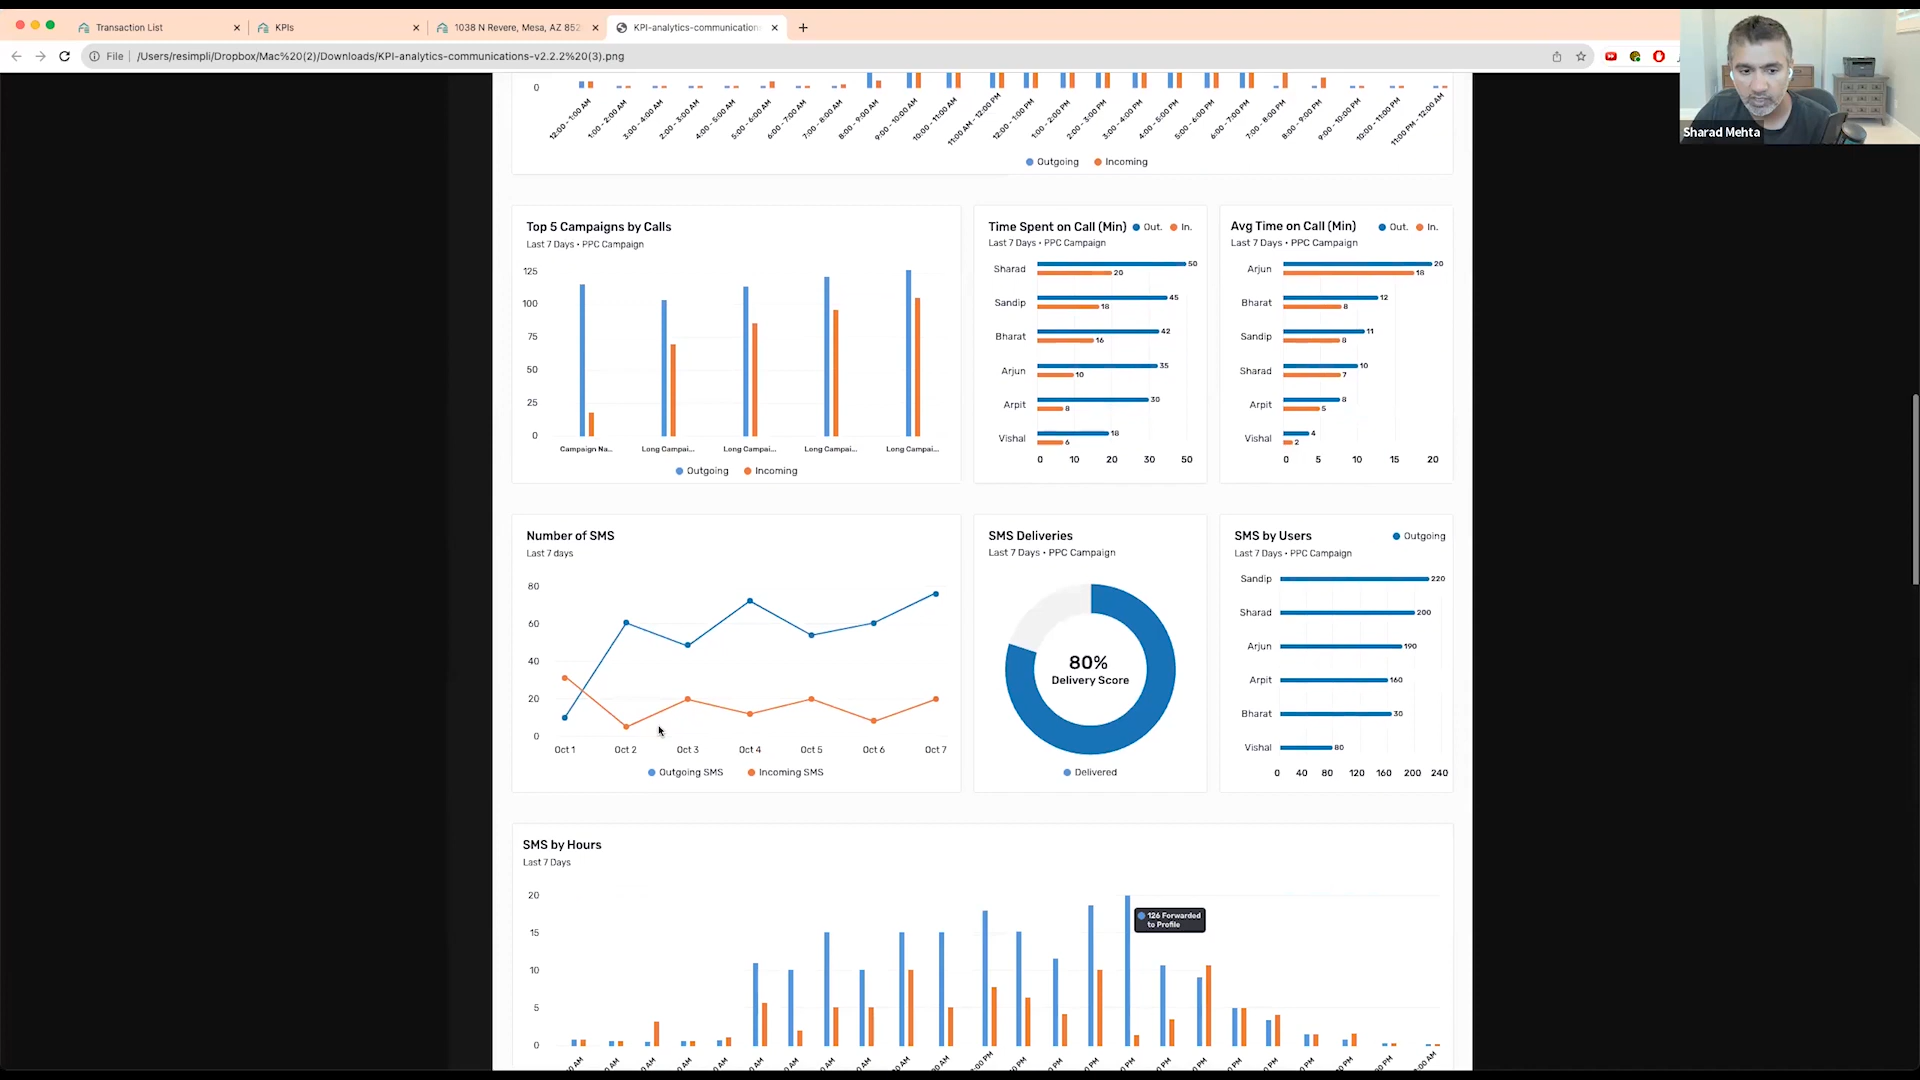 Transaction List
KPIs
1038 N Revere, Mesa, AZ 852
KPI-analytics-communication
File
/Users/resimpli/Dropbox/Mac%20(2)/Downloads/KPI-analytics-communications-v2.2.2%20(3).png
Sharad Mehta
0
12:00 - 1:00 AM
1:00 - 2:00 AM
3:00 - 4:00 AM
2:00 - 3:00 AM
4:00 - 5:00 AM
5:00 - 6:00 AM
6:00 - 7:00 AM
7:00 - 8:00 AM
8:00 - 9:00 AM
9:00 - 10:00 AM
10:00 - 11:00 AM
11:00 AM - 12:00 PM
12:00 - 1:00 PM
1:00 - 2:00 PM
2:00 - 3:00 PM
3:00 - 4:00 PM
4:00 - 5:00 PM
5:00 - 6:00 PM
6:00 - 7:00 PM
7:00 - 8:00 PM
8:00 - 9:00 PM
9:00 - 10:00 PM
10:00 - 11:00 PM
11:00 PM - 12:00 AM
Outgoing Incoming
Top 5 Campaigns by Calls
Last 7 Days • PPC Campaign
125
100
75
50
25
0
Campaign Na..
Long Campai...
Long Campai...
Long Campai...
Long Campai...
Outgoing Incoming
Time Spent on Call (Min) Out. In.
Last 7 Days • PPC Campaign
Sharad 50
20
Sandip 45
18
Bharat 42
16
Arjun 35
10
Arpit 30
8
Vishal 18
6
0 10 20 30 50
Avg Time on Call (Min) Out. In.
Last 7 Days • PPC Campaign
Arjun 20
18
Bharat 12
8
Sandip 11
8
Sharad 10
7
Arpit 8
5
Vishal 4
2
0 5 10 15 20
Number of SMS
Last 7 days
80
60
40
20
0
Oct 1 Oct 2 Oct 3 Oct 4 Oct 5 Oct 6 Oct 7
Outgoing SMS Incoming SMS
SMS Deliveries
Last 7 Days • PPC Campaign
80%
Delivery Score
Delivered
SMS by Users Outgoing
Last 7 Days • PPC Campaign
Sandip 220
Sharad 200
Arjun 190
Arpit 160
Bharat 30
Vishal 80
0 40 80 120 160 200 240
SMS by Hours
Last 7 Days
20
15
10
5
0
126 Forwarded
to Profile